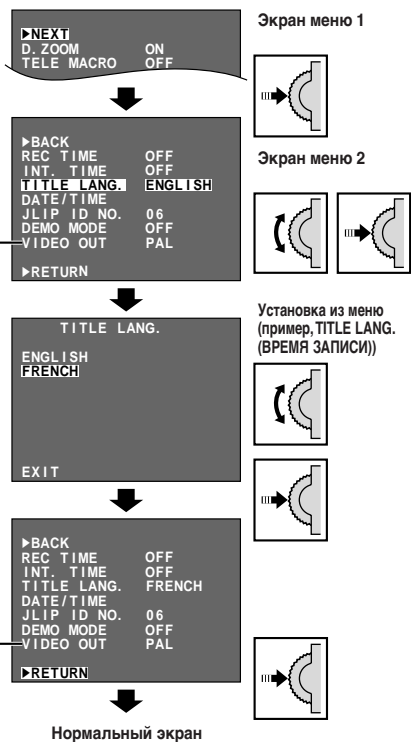 Экран меню 1
▶NEXT
D. ZOOM ON
TELE MACRO OFF
Экран меню 2
▶BACK
REC TIME OFF
INT. TIME OFF
TITLE LANG. ENGLISH
DATE/TIME
JLIP ID NO. 06
DEMO MODE OFF
VIDEO OUT PAL
▶RETURN
Установка из меню
(пример, TITLE LANG.
(ВРЕМЯ ЗАПИСИ))
TITLE LANG.
ENGLISH
FRENCH
EXIT
▶BACK
REC TIME OFF
INT. TIME OFF
TITLE LANG. FRENCH
DATE/TIME
JLIP ID NO. 06
DEMO MODE OFF
VIDEO OUT PAL
▶RETURN
Нормальный экран